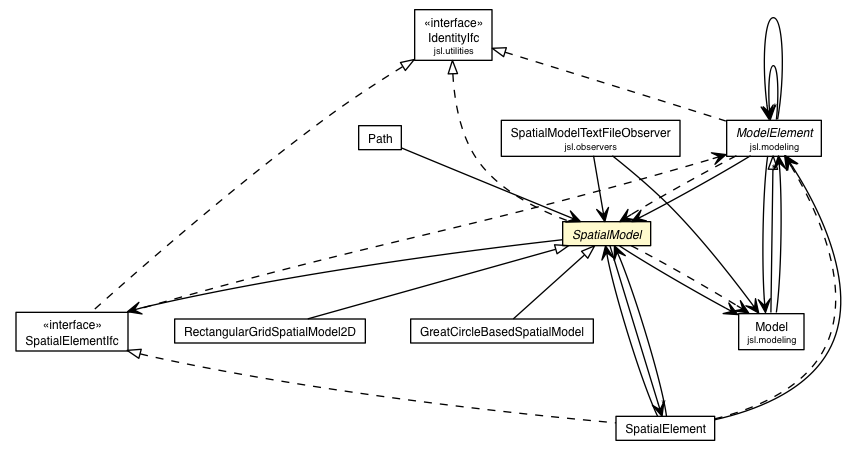 «interface»
IdentityIfc
jsl.utilities
Path
SpatialModelTextFileObserver
jsl.observers
ModelElement
jsl.modeling
SpatialModel
«interface»
SpatialElementIfc
RectangularGridSpatialModel2D
GreatCircleBasedSpatialModel
Model
jsl.modeling
SpatialElement